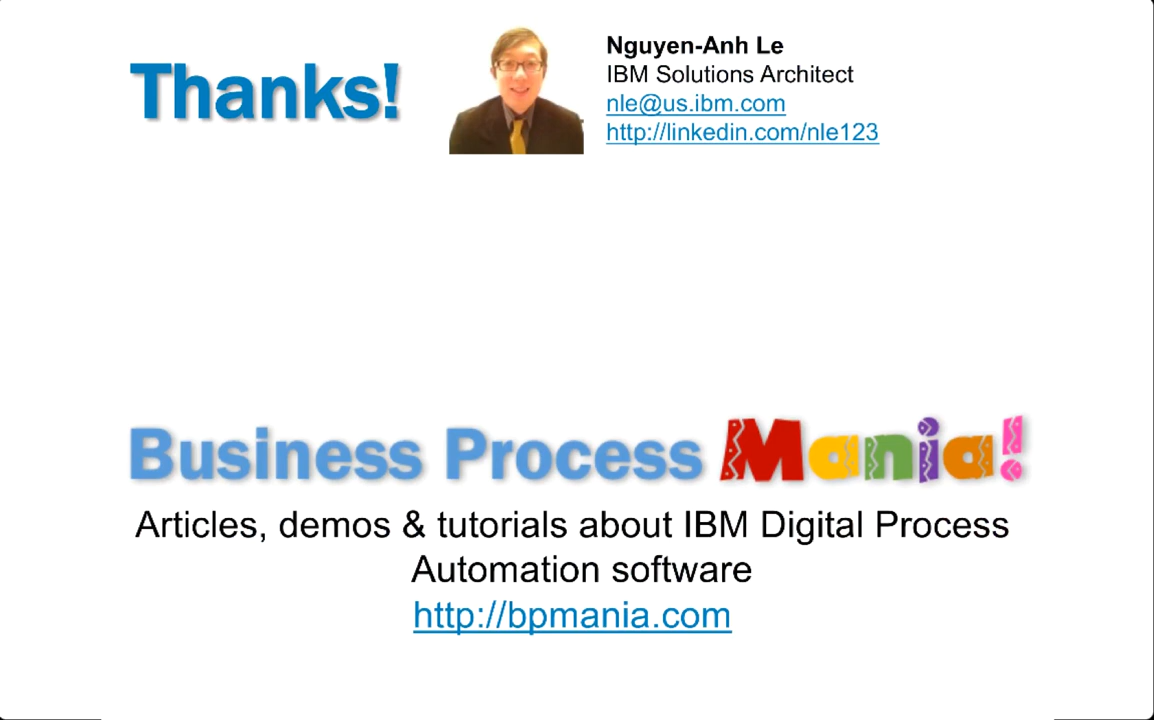 Thanks!
Nguyen-Anh Le
IBM Solutions Architect
nle@us.ibm.com
http://linkedin.com/nle123
Business Process Mania!
Articles, demos & tutorials about IBM Digital Process
Automation software
http://bpmania.com